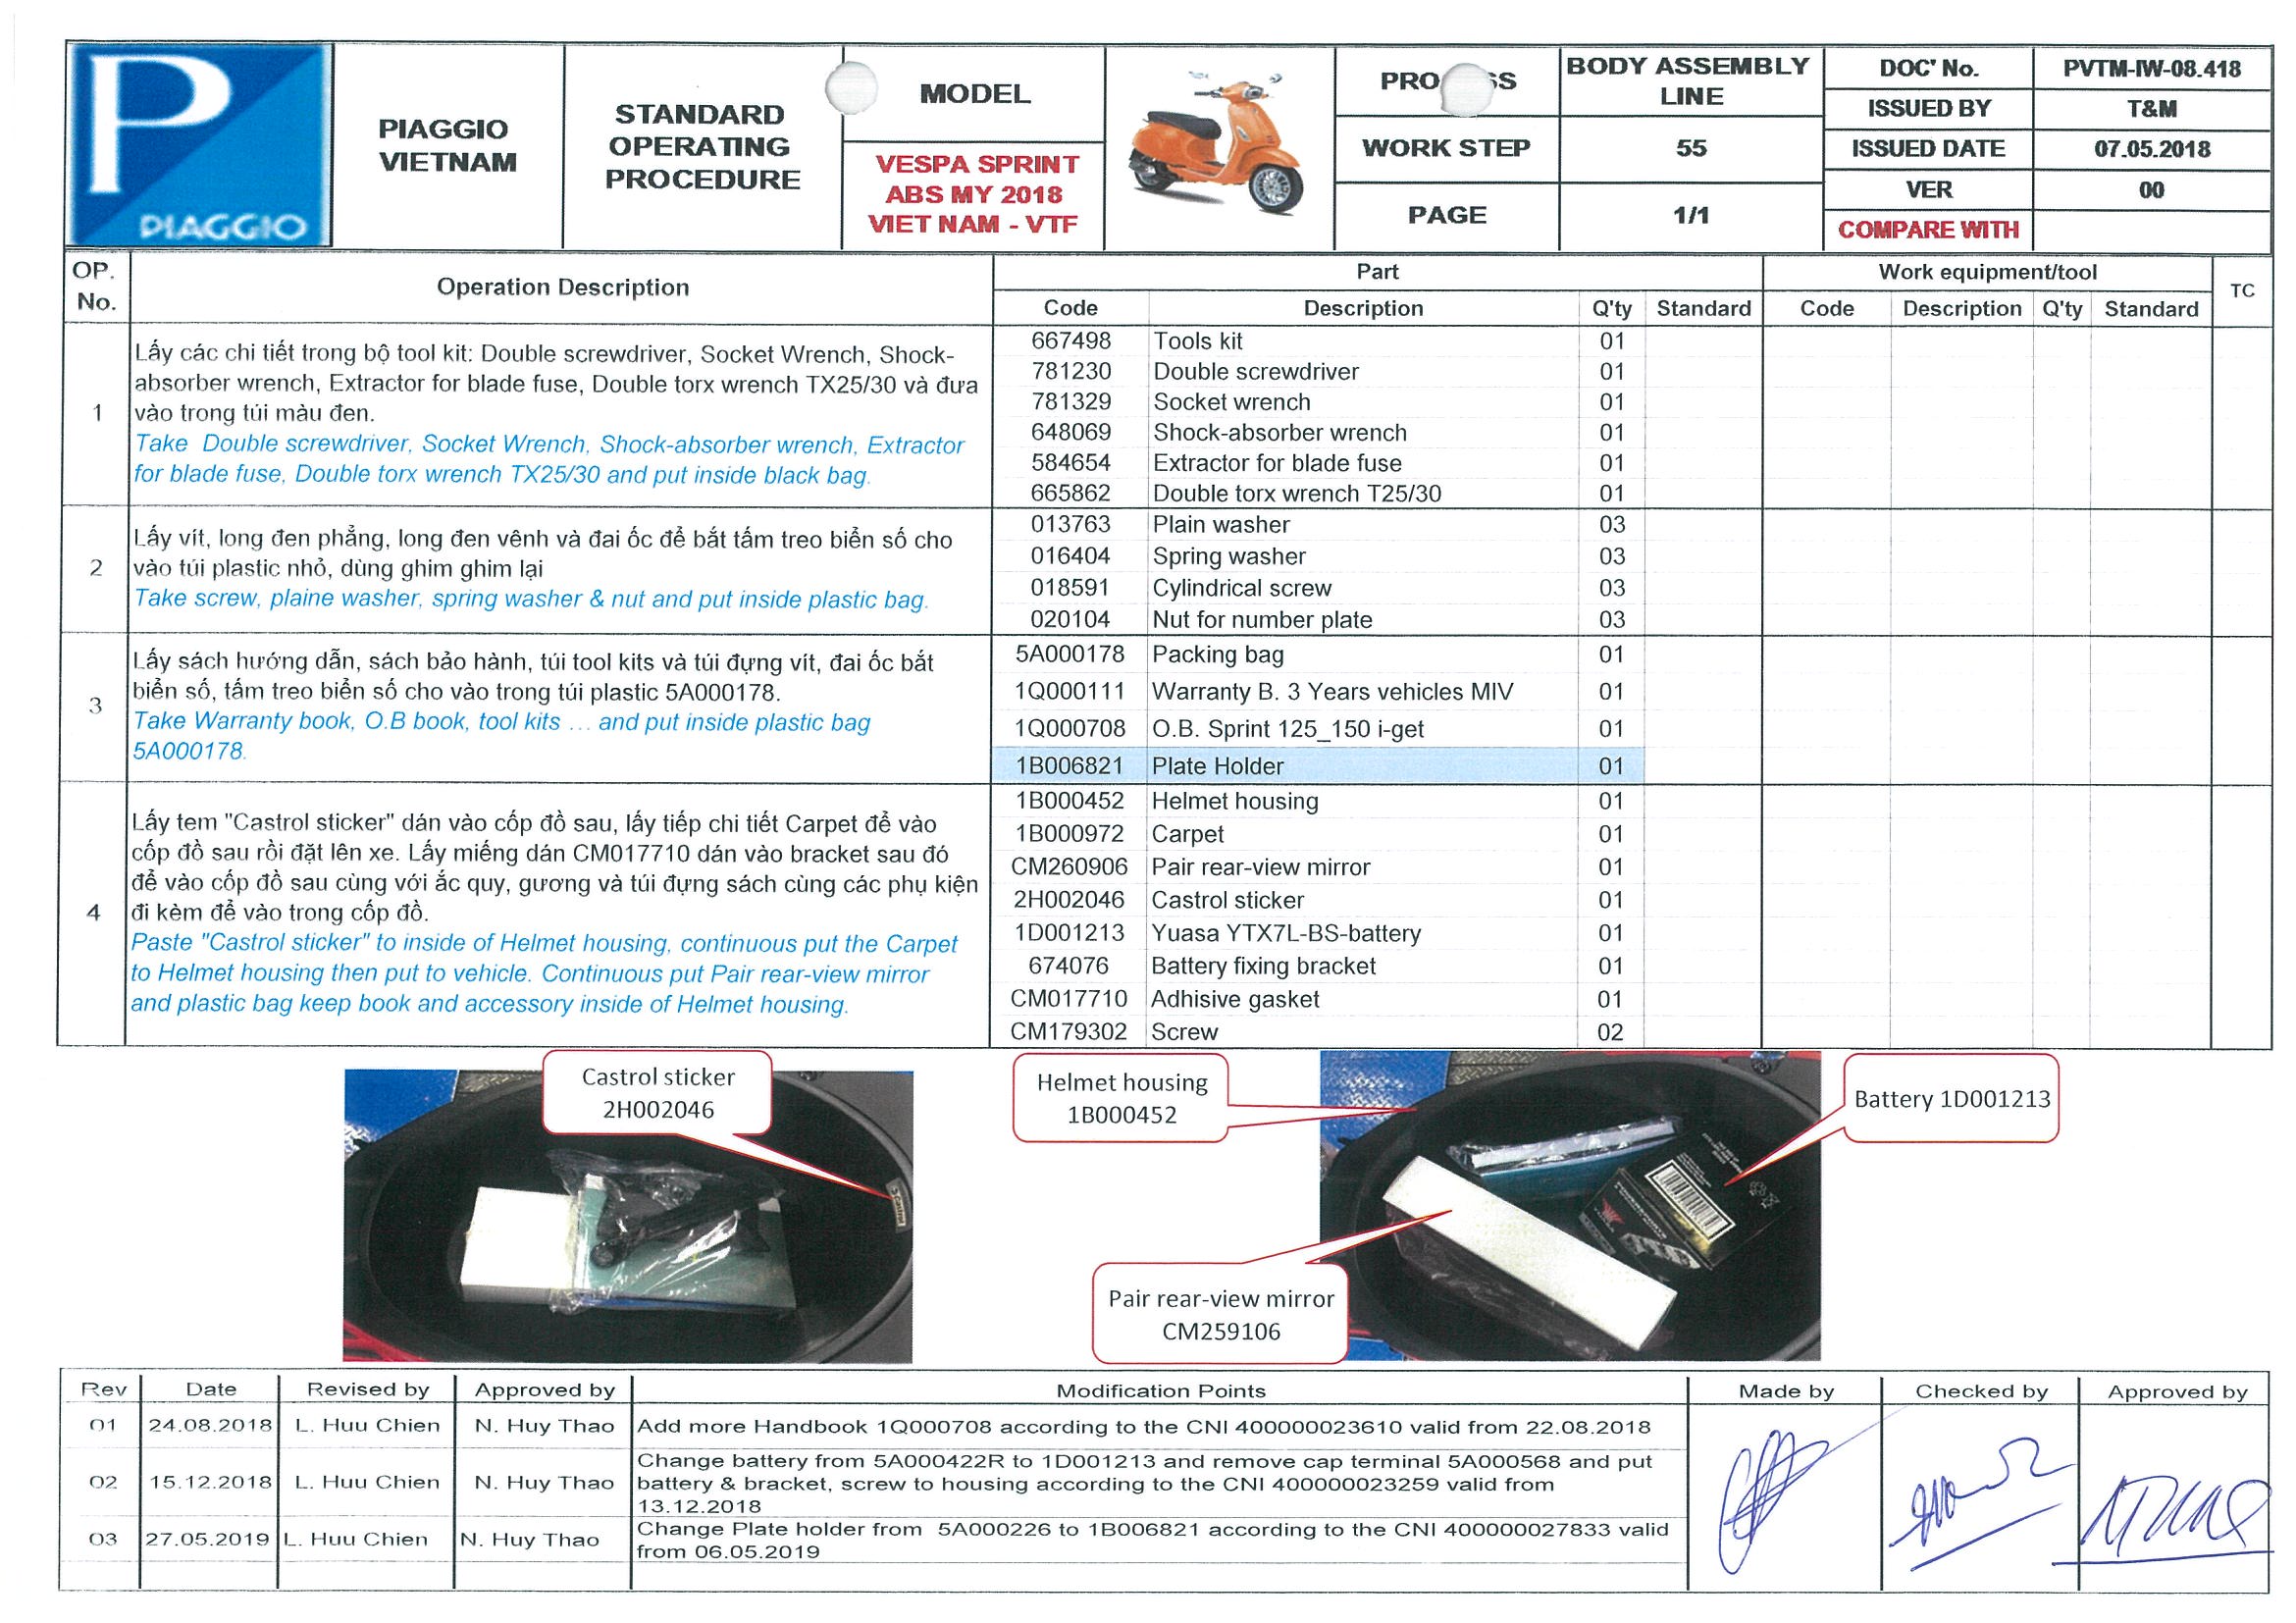 PIAGGIO
PIAGGIO
VIETNAM
STANDARD
OPERATING
PROCEDURE
MODEL
VESPA SPRINT
ABS MY 2018
VIET NAM - VTF
BODY ASSEMBLY
LINE
WORK STEP 55
PAGE 1/1
DOC' No. PVTM-IW-08.418
ISSUED BY T&M
ISSUED DATE 07.05.2018
VER 00
COMPARE WITH
OP.
No.
Operation Description
Part
Work equipment/tool
TC
Code Description Q'ty Standard Code Description Q'ty Standard
1
Lấy các chi tiết trong bộ tool kit: Double screwdriver, Socket Wrench, Shock-
absorber wrench, Extractor for blade fuse, Double torx wrench TX25/30 và đưa
vào trong túi màu đen.
Take Double screwdriver, Socket Wrench, Shock-absorber wrench, Extractor
for blade fuse, Double torx wrench TX25/30 and put inside black bag.
667498 Tools kit 01
781230 Double screwdriver 01
781329 Socket wrench 01
648069 Shock-absorber wrench 01
584654 Extractor for blade fuse 01
665862 Double torx wrench T25/30 01
2
Lấy vít, long đen phẳng, long đen vênh và đai ốc để bắt tấm treo biển số cho
vào túi plastic nhỏ, dùng ghim ghim lại
Take screw, plaine washer, spring washer & nut and put inside plastic bag.
013763 Plain washer 03
016404 Spring washer 03
018591 Cylindrical screw 03
020104 Nut for number plate 03
3
Lấy sách hướng dẫn, sách bảo hành, túi tool kits và túi đựng vít, đai ốc bắt
biển số, tấm treo biển số cho vào trong túi plastic 5A000178.
Take Warranty book, O.B book, tool kits ... and put inside plastic bag
5A000178.
5A000178 Packing bag 01
1Q000111 Warranty B. 3 Years vehicles MIV 01
1Q000708 O.B. Sprint 125_150 i-get 01
1B006821 Plate Holder 01
4
Lấy tem "Castrol sticker" dán vào cốp đồ sau, lấy tiếp chi tiết Carpet để vào
cốp đồ sau rồi đặt lên xe. Lấy miếng dán CM017710 dán vào bracket sau đó
để vào cốp đồ sau cùng với ắc quy, gương và túi đựng sách cùng các phụ kiện
đi kèm để vào trong cốp đồ.
Paste "Castrol sticker" to inside of Helmet housing, continuous put the Carpet
to Helmet housing then put to vehicle. Continuous put Pair rear-view mirror
and plastic bag keep book and accessory inside of Helmet housing.
1B000452 Helmet housing 01
1B000972 Carpet 01
CM260906 Pair rear-view mirror 01
2H002046 Castrol sticker 01
1D001213 Yuasa YTX7L-BS-battery 01
674076 Battery fixing bracket 01
CM017710 Adhisive gasket 01
CM179302 Screw 02
Castrol sticker
2H002046
Helmet housing
1B000452
Battery 1D001213
Pair rear-view mirror
CM259106
Rev Date Revised by Approved by Modification Points Made by Checked by Approved by
01 24.08.2018 L. Huu Chien N. Huy Thao Add more Handbook 1Q000708 according to the CNI 400000023610 valid from 22.08.2018
02 15.12.2018 L. Huu Chien N. Huy Thao
Change battery from 5A000422R to 1D001213 and remove cap terminal 5A000568 and put
battery & bracket, screw to housing according to the CNI 400000023259 valid from
13.12.2018
03 27.05.2019 L. Huu Chien N. Huy Thao
Change Plate holder from 5A000226 to 1B006821 according to the CNI 400000027833 valid
from 06.05.2019